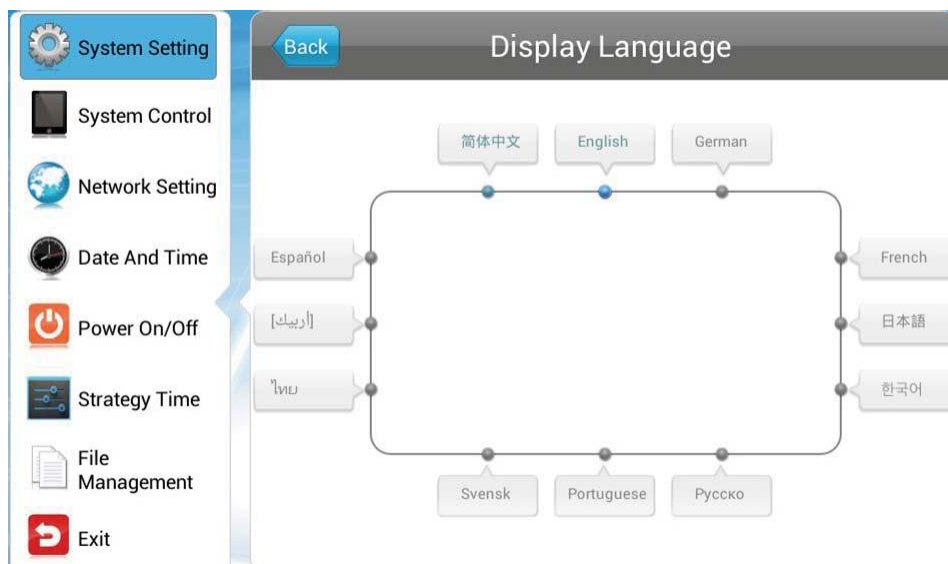 System Setting
System Control
Network Setting
Date And Time
Power On/Off
Strategy Time
File
Management
Exit
Back
Display Language
简体中文
English
German
Español
[أربيك]
ไทย
French
日本語
한국어
Svensk
Portuguese
Русско